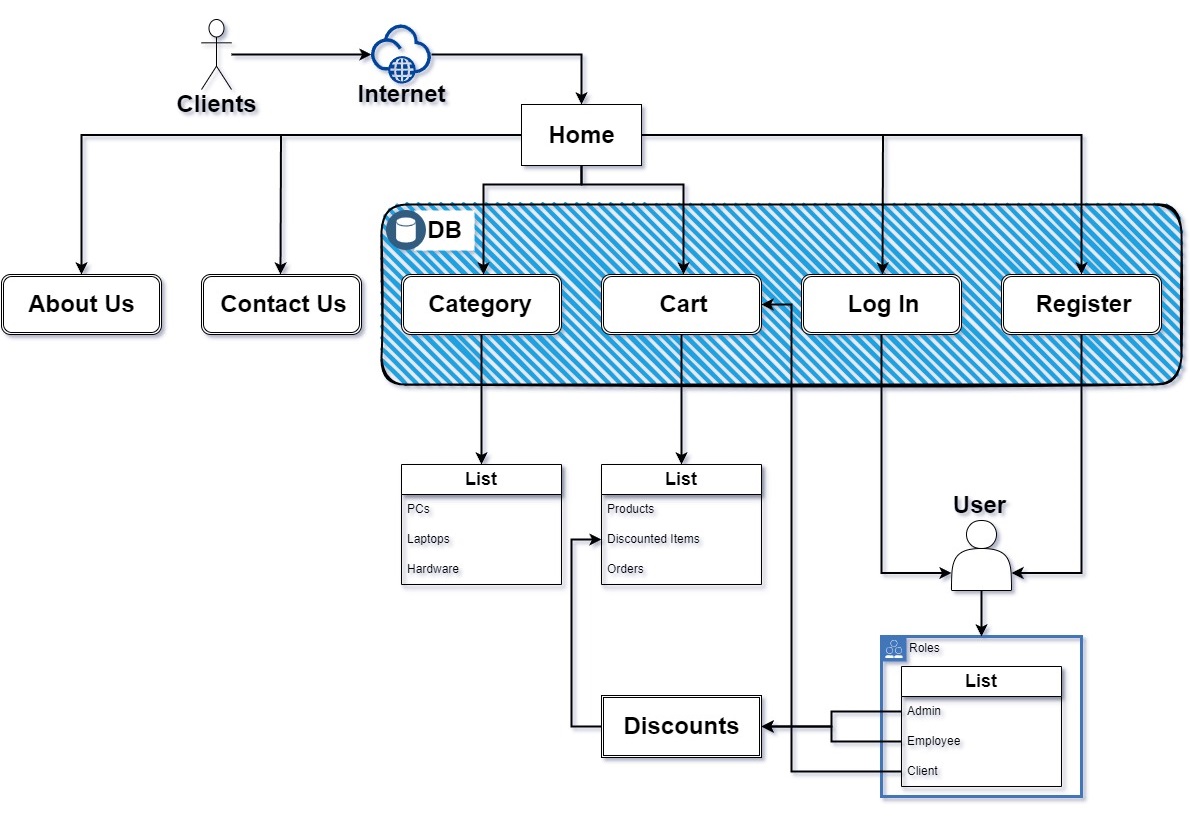 Clients
Internet
Home
DB
About Us
Contact Us
Category
Cart
Log In
Register
List
PCs
Laptops
Hardware
List
Products
Discounted Items
Orders
User
Roles
List
Admin
Employee
Client
Discounts